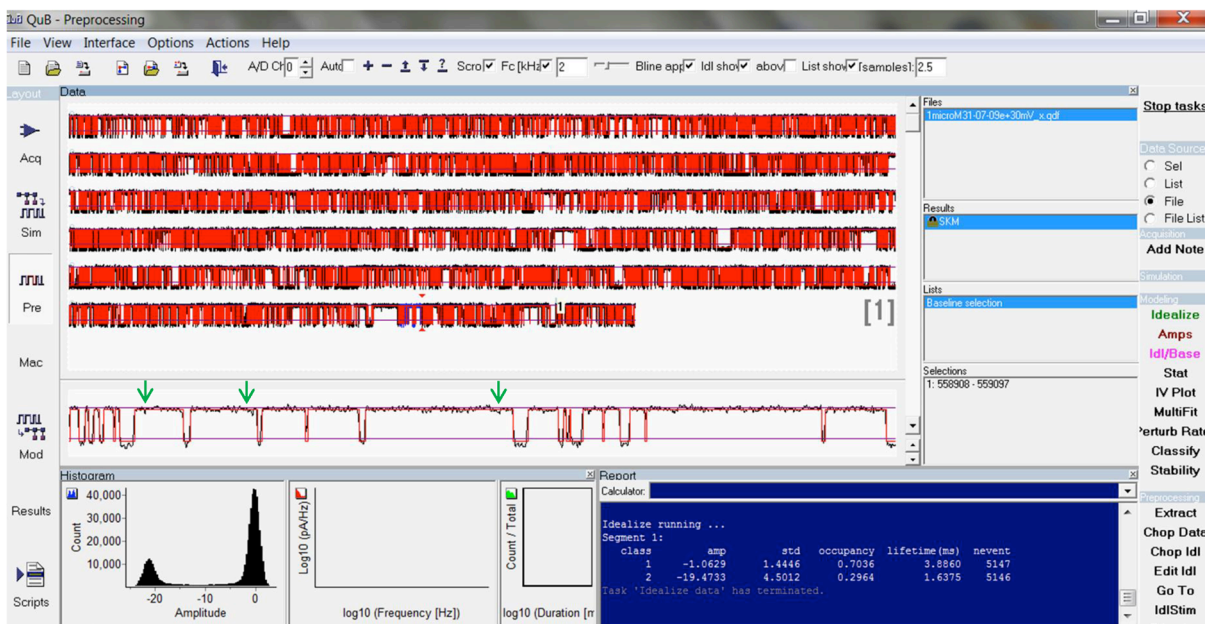 QuB - Preprocessing
File View Interface Options Actions Help
A/D Ch 0 Auto Scro Fc [kHz 2 Bline app Idl show abov List show [samples]: 2.5
Layout
Acq
Sim
Pre
Mac
Mod
Results
Scripts
Data
[1]
1
Files
1microM31-07-09e+30mV_x.qdf
Results
SKM
Lists
Baseline selection
Selections
1: 558908 - 559097
Stop tasks
Data Source
Sel
List
File
File List
Acquisition
Add Note
Simulation
Modeling
Idealize
Amps
Idl/Base
Stat
IV Plot
MultiFit
Perturb Rate
Classify
Stability
Preprocessing
Extract
Chop Data
Chop Idl
Edit Idl
Go To
IdlStim
Histogram
40,000
30,000
20,000
10,000
Count
-20 -10 0
Amplitude
Log10 (pA/Hz)
log10 (Frequency [Hz])
Count / Total
log10 (Duration [m
Report
Calculator:
Idealize running ...
Segment 1:
class amp std occupancy lifetime(ms) nevent
1 -1.0629 1.4446 0.7036 3.8860 5147
2 -19.4733 4.5012 0.2964 1.6375 5146
Task 'Idealize data' has terminated.